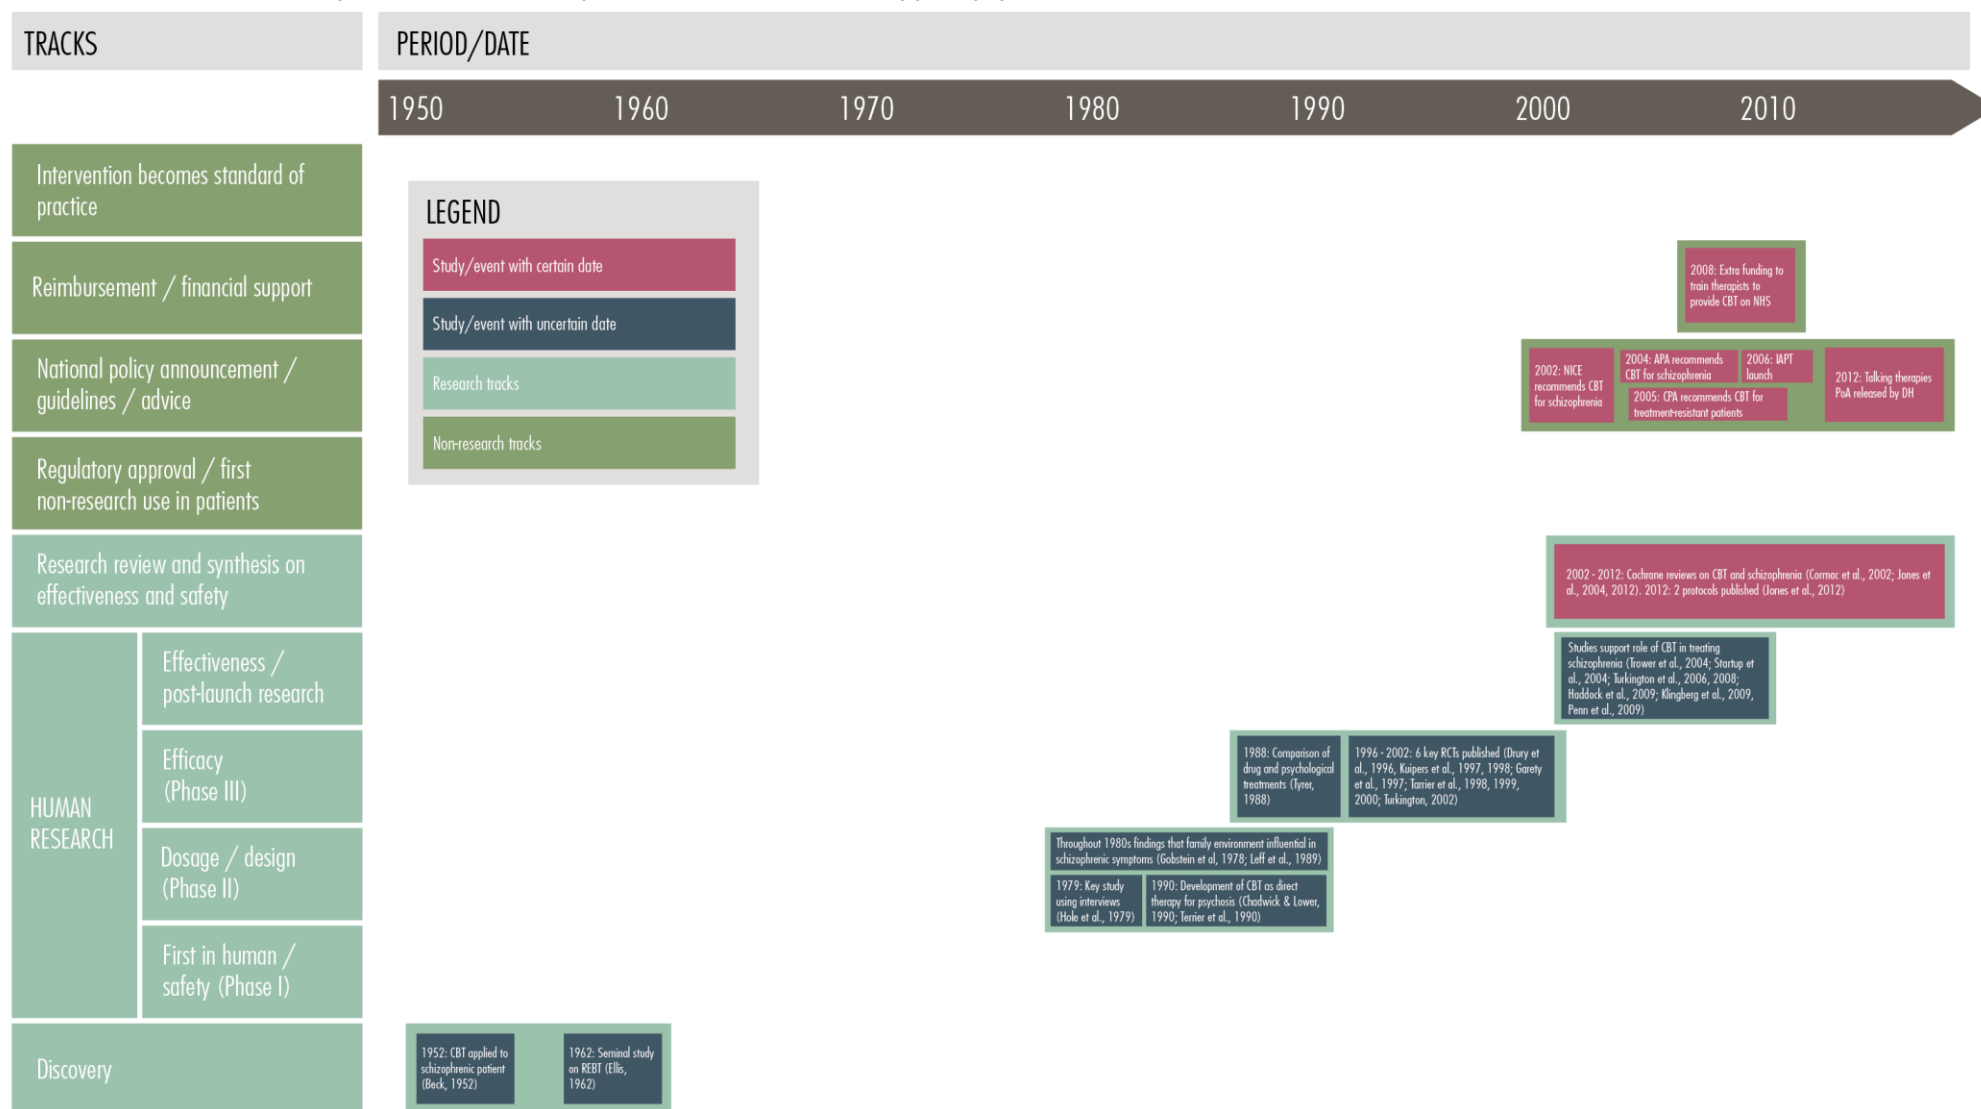 TRACKS
PERIOD/DATE
1950 1960 1970 1980 1990 2000 2010
Intervention becomes standard of
practice
LEGEND
Study/event with certain date
Study/event with uncertain date
Research tracks
Non-research tracks
Reimbursement / financial support
2008: Extra funding to
train therapists to
provide CBT on NHS
National policy announcement /
guidelines / advice
2002: NICE
recommends CBT
for schizophrenia
2004: APA recommends
CBT for schizophrenia
2006: IAPT
launch
2005: CPA recommends CBT for
treatment-resistant patients
2012: Talking therapies
PoA released by DH
Regulatory approval / first
non-research use in patients
Research review and synthesis on
effectiveness and safety
2002 - 2012: Cochrane reviews on CBT and schizophrenia (Cormac et al., 2002; Jones et
al., 2004, 2012). 2012: 2 protocols published (Jones et al., 2012)
HUMAN
RESEARCH
Effectiveness /
post-launch research
Studies support role of CBT in treating
schizophrenia (Trower et al., 2004; Startup et
al., 2004; Turkington et al., 2006, 2008;
Haddock et al., 2009; Klingberg et al., 2009,
Penn et al., 2009)
Efficacy
(Phase III)
1988: Comparison of
drug and psychological
treatments (Tyrer,
1988)
1996 - 2002: 6 key RCTs published (Drury et
al., 1996, Kuipers et al., 1997, 1998; Garety
et al., 1997; Tarrier et al., 1998, 1999,
2000; Turkington, 2002)
Dosage / design
(Phase II)
Throughout 1980s findings that family environment influential in
schizophrenic symptoms (Gobstein et al, 1978; Leff et al., 1989)
1979: Key study
using interviews
(Hole et al., 1979)
1990: Development of CBT as direct
therapy for psychosis (Chadwick & Lower,
1990; Terrier et al., 1990)
First in human /
safety (Phase I)
Discovery
1952: CBT applied to
schizophrenic patient
(Beck, 1952)
1962: Seminal study
on REBT (Ellis,
1962)